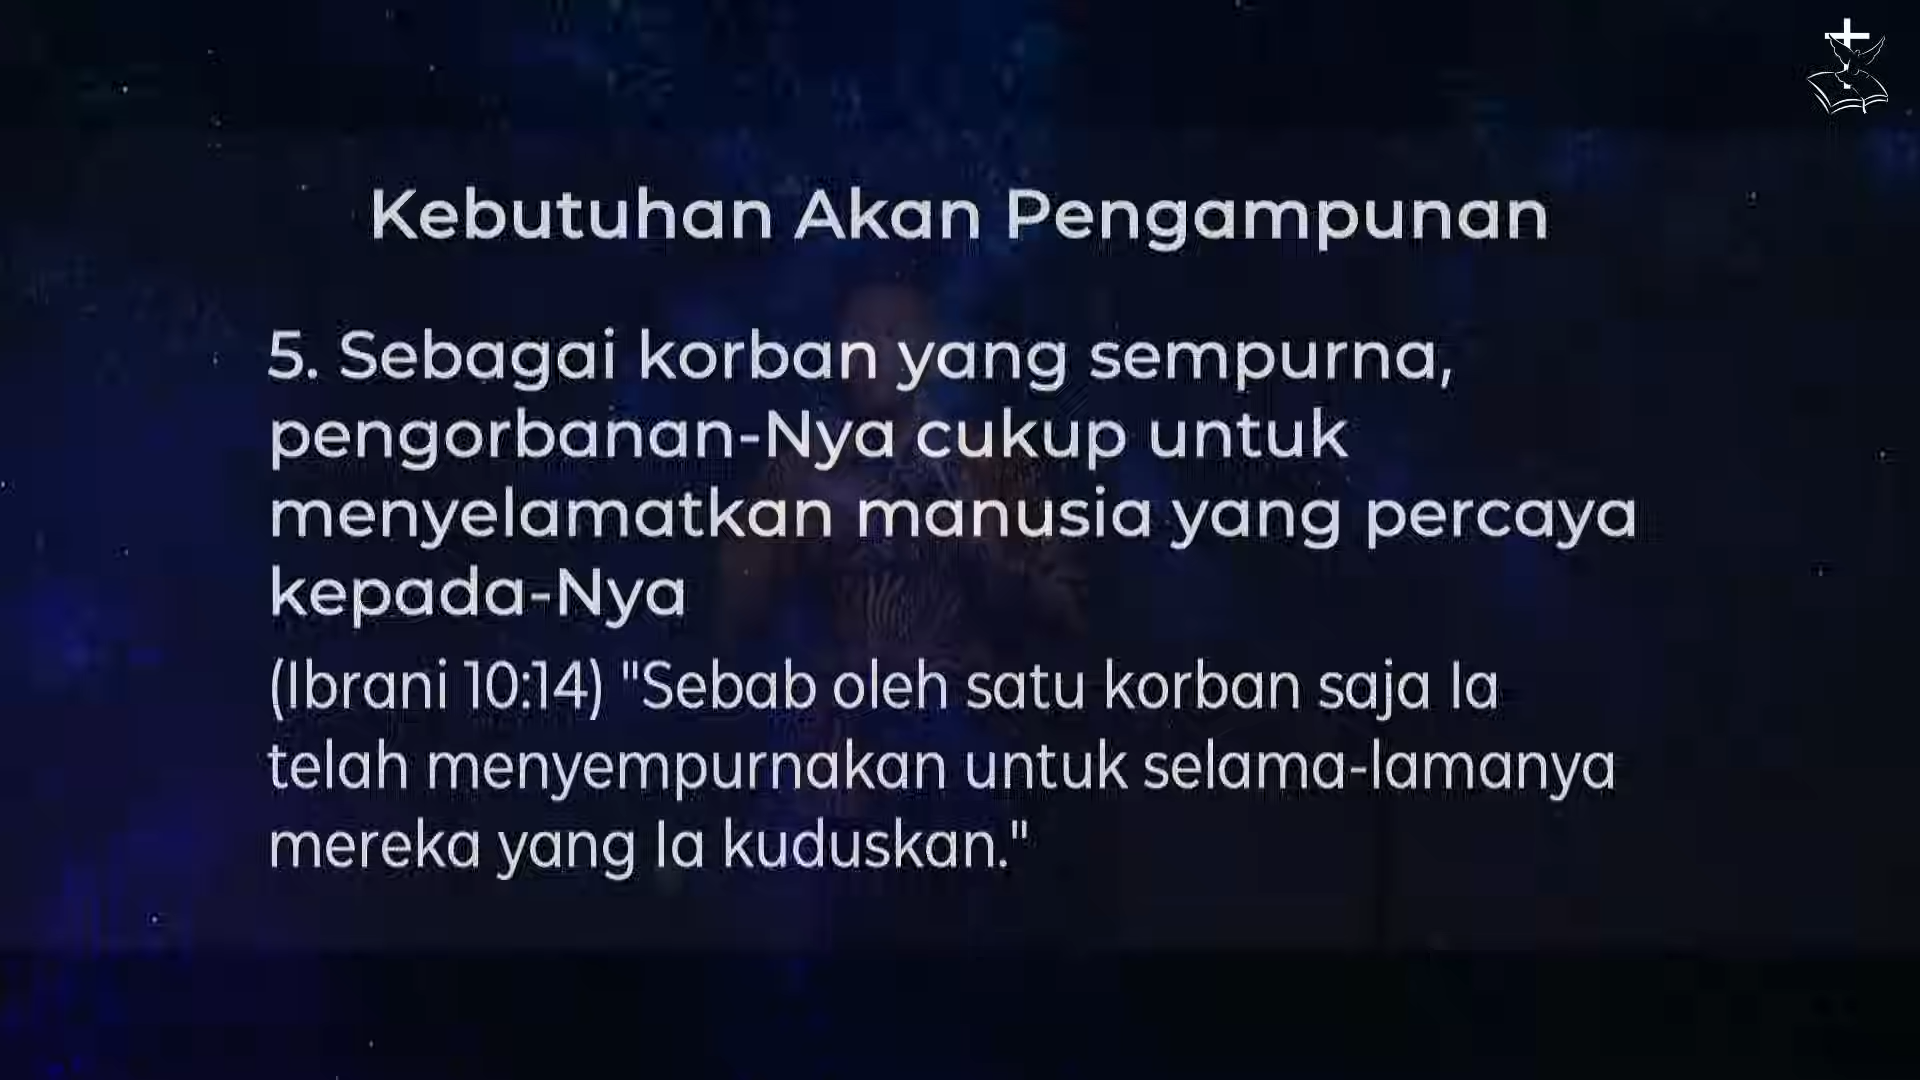 Kebutuhan Akan Pengampunan
5. Sebagai korban yang sempurna,
pengorbanan-Nya cukup untuk
menyelamatkan manusia yang percaya
kepada-Nya
(Ibrani 10:14) "Sebab oleh satu korban saja Ia
telah menyempurnakan untuk selama-lamanya
mereka yang Ia kuduskan."